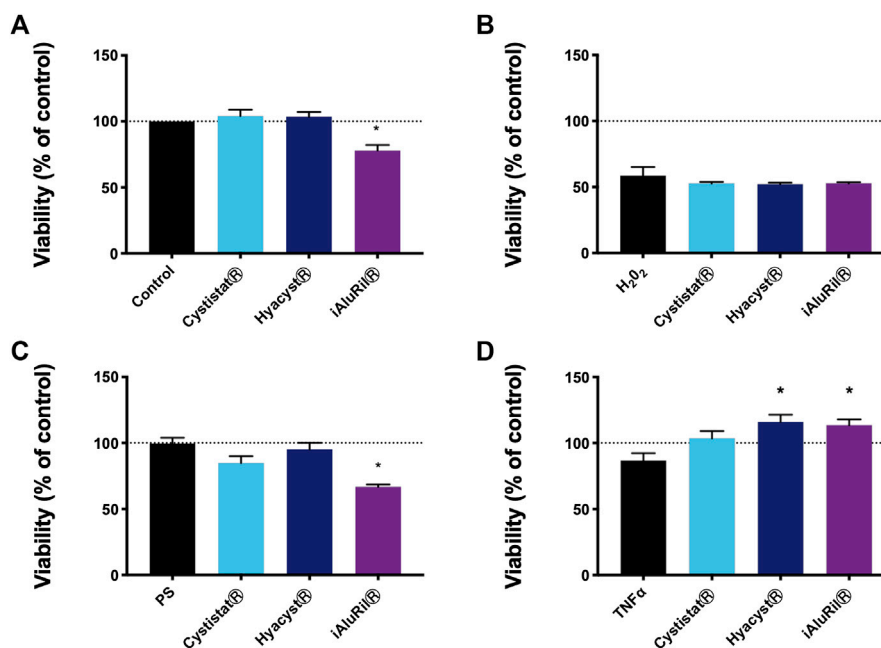 A
Viability (% of control)
150
100
50
0
*
Control
Cystistat®
Hyacyst®
iAluRil®
B
Viability (% of control)
150
100
50
0
H₂0₂
Cystistat®
Hyacyst®
iAluRil®
C
Viability (% of control)
150
100
50
0
*
PS
Cystistat®
Hyacyst®
iAluRil®
D
Viability (% of control)
150
100
50
0
*
*
TNFα
Cystistat®
Hyacyst®
iAluRil®